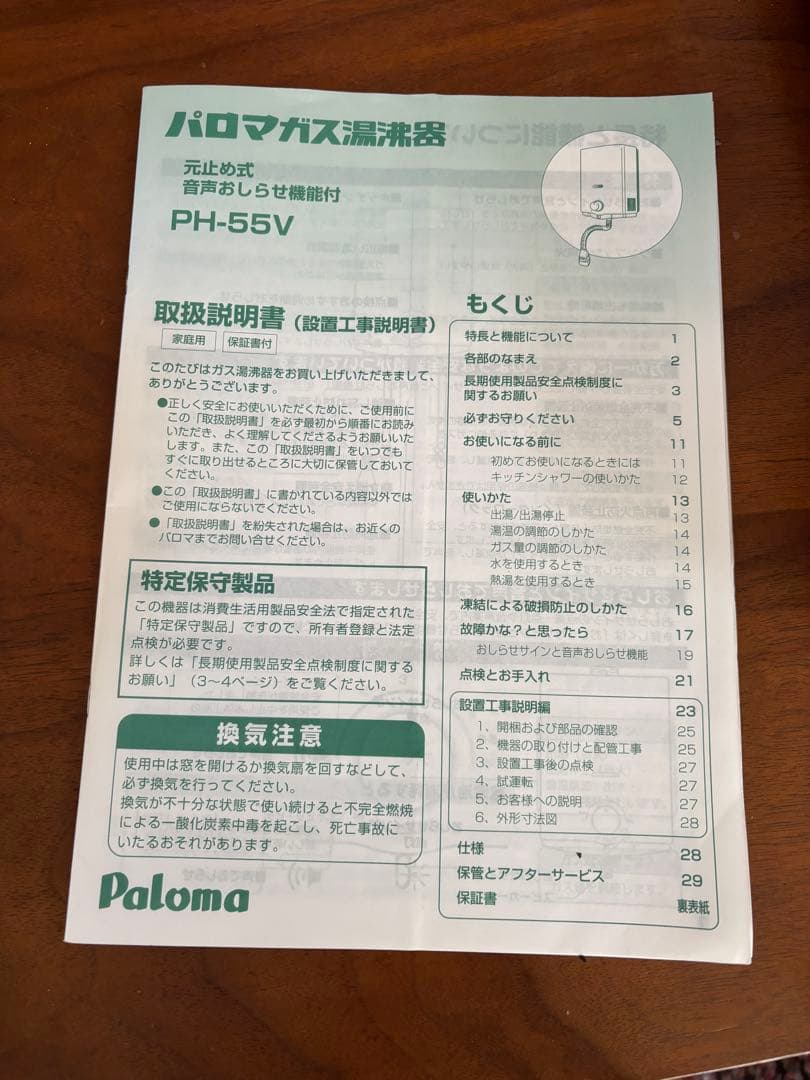 パロマガス湯沸器
元止め式
音声おしらせ機能付
PH-55V
取扱説明書（設置工事説明書）
家庭用 保証書付
このたびはガス湯沸器をお買い上げいただきまして、
ありがとうございます。
●正しく安全にお使いいただくために、ご使用前に
この「取扱説明書」を必ず最初から順番にお読み
いただき、よく理解してくださるようお願いいた
します。また、この「取扱説明書」をいつでも
すぐに取り出せるところに大切に保管しておいて
ください。
●この「取扱説明書」に書かれている内容以外では
ご使用にならないでください。
●「取扱説明書」を紛失された場合は、お近くの
パロマまでお問い合せください。
特定保守製品
この機器は消費生活用製品安全法で指定された
「特定保守製品」ですので、所有者登録と法定
点検が必要です。
詳しくは「長期使用製品安全点検制度に関する
お願い」（3〜4ページ）をご覧ください。
換気注意
使用中は窓を開けるか換気扇を回すなどして、
必ず換気を行ってください。
換気が不十分な状態で使い続けると不完全燃焼
による一酸化炭素中毒を起こし、死亡事故に
いたるおそれがあります。
Paloma
もくじ
特長と機能について 1
各部のなまえ 2
長期使用製品安全点検制度に
関するお願い 3
必ずお守りください 5
お使いになる前に 11
初めてお使いになるときには 11
キッチンシャワーの使いかた 12
使いかた 13
出湯/出湯停止 13
湯温の調節のしかた 14
ガス量の調節のしかた 14
水を使用するとき 14
熱湯を使用するとき 15
凍結による破損防止のしかた 16
故障かな？と思ったら 17
おしらせサインと音声おしらせ機能 19
点検とお手入れ 21
設置工事説明編 23
1、開梱および部品の確認 25
2、機器の取り付けと配管工事 25
3、設置工事後の点検 27
4、試運転 27
5、お客様への説明 27
6、外形寸法図 28
仕様 28
保管とアフターサービス 29
保証書 裏表紙